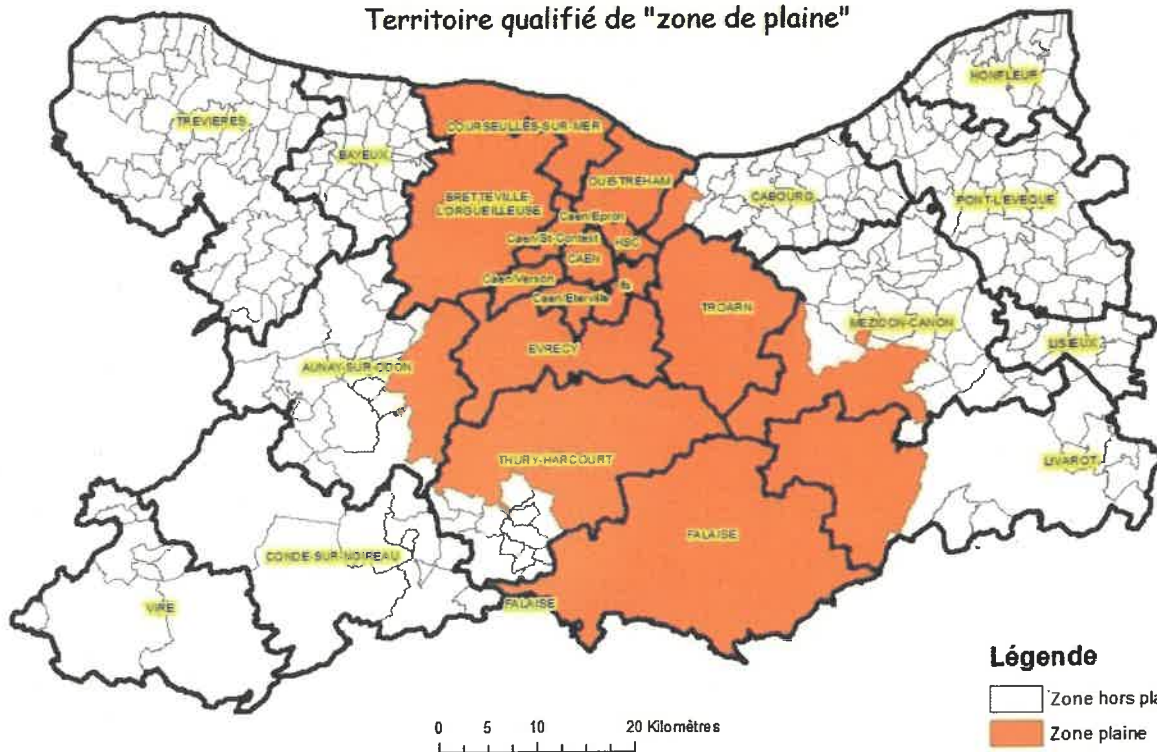 Territoire qualifié de "zone de plaine"
HONFLEUR
TREVIERES
COURSEULLES-SUR-MER
BAYEUX
OUISTREHAM
BRETTEVILLE
L'ORGUEILLEUSE
CABOURG
PONT-L'EVEQUE
Caen/Epron
Caen/St-Contest
HSC
CAEN
Caen/Verson
Ifs
Caen/Eterville
TROARN
MEZIDON-CANON
LISIEUX
EVRECY
AUNAY-SUR-ODON
THURY-HARCOURT
LIVAROT
FALAISE
CONDE-SUR-NOIREAU
VIRE
FALAISE
Légende
Zone hors pla
Zone plaine
0 5 10 20 Kilomètres